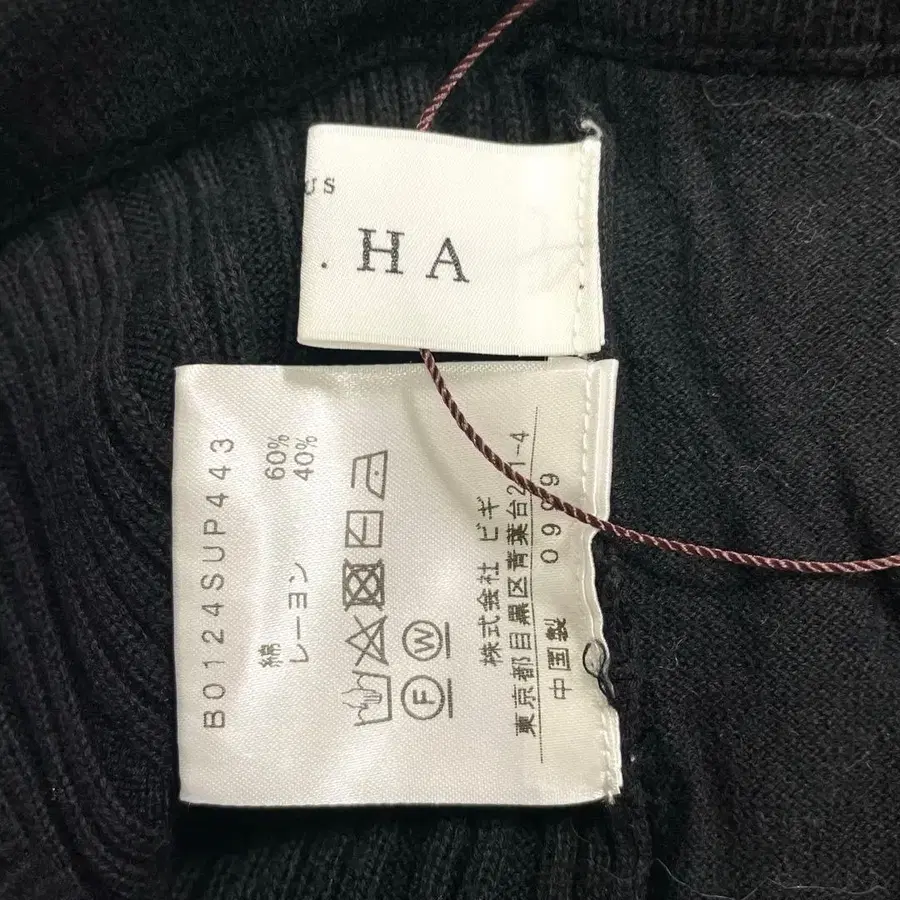 US
. HA
B0124SUP443
綿 60%
レーヨン 40%
W
F
株式会社 ビギ
東京都目黒区青葉台2-1-4
中国製 0909